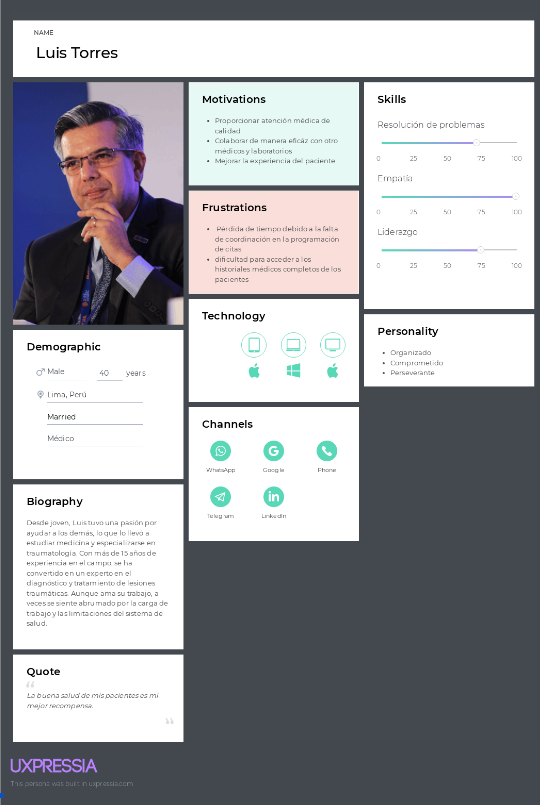 NAME
Luis Torres
Motivations
Proporcionar atención médica de
calidad
Colaborar de manera eficáz con otro
médicos y laboratorios
Mejorar la experiencia del paciente
Frustrations
Pérdida de tiempo debido a la falta
de coordinación en la programación
de citas
dificultad para acceder a los
historiales médicos completos de los
pacientes
Technology
Channels
WhatsApp
Google
Phone
Telegram
LinkedIn
Skills
Resolución de problemas
0 25 50 75 100
Empatía
0 25 50 75 100
Liderazgo
0 25 50 75 100
Personality
Organizado
Comprometido
Perseverante
Demographic
Male 40 years
Lima, Perú
Married
Médico
Biography
Desde joven, Luis tuvo una pasión por
ayudar a los demás, lo que lo llevó a
estudiar medicina y especializarse en
traumatología. Con más de 15 años de
experiencia en el campo, se ha
convertido en un experto en el
diagnóstico y tratamiento de lesiones
traumáticas. Aunque ama su trabajo, a
veces se siente abrumado por la carga de
trabajo y las limitaciones del sistema de
salud.
Quote
“
La buena salud de mis pacientes es mi
mejor recompensa.
”
UXPRESSIA
This persona was built in uxpressia.com